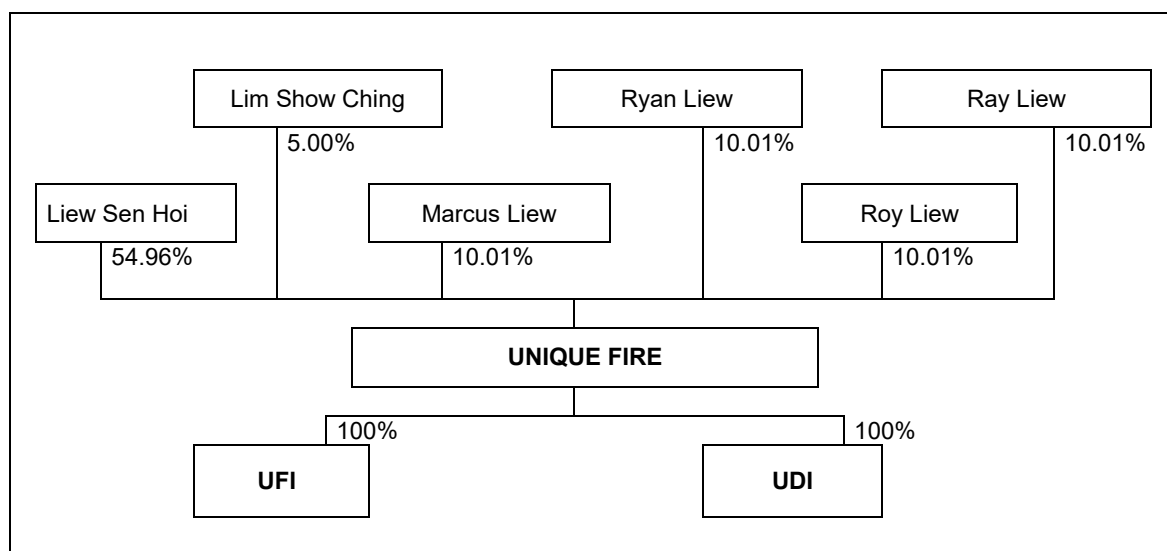 Lim Show Ching
Ryan Liew
Ray Liew
5.00%
10.01%
10.01%
Liew Sen Hoi
Marcus Liew
Roy Liew
54.96%
10.01%
10.01%
UNIQUE FIRE
100%
100%
UFI
UDI